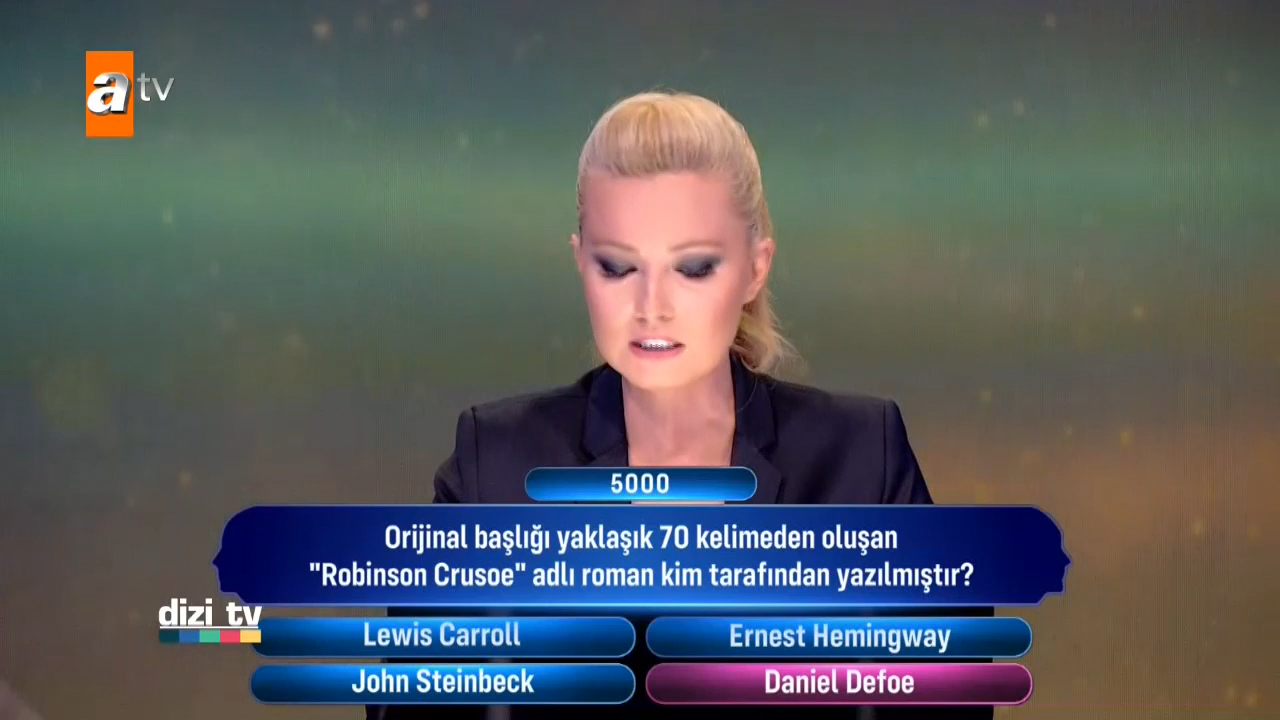 a tv
5000
Orijinal başlığı yaklaşık 70 kelimeden oluşan
"Robinson Crusoe" adlı roman kim tarafından yazılmıştır?
dizi tv
Lewis Carroll
Ernest Hemingway
John Steinbeck
Daniel Defoe